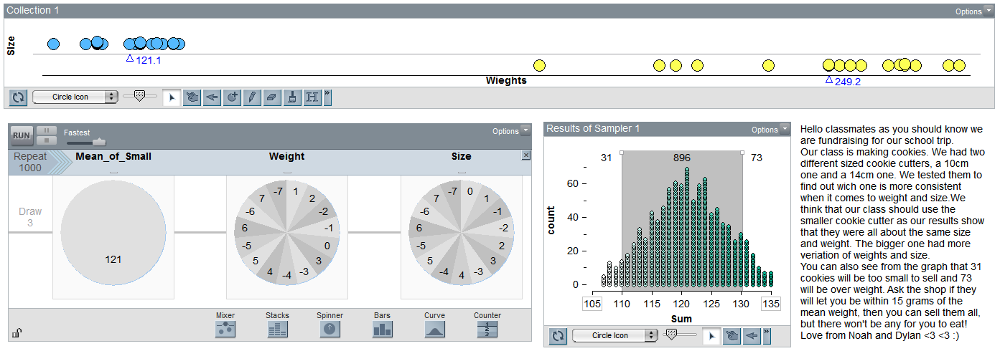 Collection 1
Options
Size
121.1
Wieghts
249.2
Circle Icon
RUN
Fastest
Options
Repeat
1000
Mean_of_Small
Weight
Size
Draw
3
121
-7 1 2 -2 -1 0 3 -3 -4 4 5 -5 6 -6 7
-7 0 1 -1 -2 2 3 -3 -4 4 5 -5 6 -6 7
Mixer
Stacks
Spinner
Bars
Curve
Counter
1
2
3
Results of Sampler 1
Options
31 896 73
60
40
20
0
count
105 110 115 120 125 130 135
Sum
Circle Icon
Hello classmates as you should know we
are fundraising for our school trip.
Our class is making cookies. We had two
different sized cookie cutters, a 10cm
one and a 14cm one. We tested them to
find out wich one is more consistent
when it comes to weight and size.We
think that our class should use the
smaller cookie cutter as our results show
that they were all about the same size
and weight. The bigger one had more
veriation of weights and size.
You can also see from the graph that 31
cookies will be too small to sell and 73
will be over weight. Ask the shop if they
will let you be within 15 grams of the
mean weight, then you can sell them all,
but there won't be any for you to eat!
Love from Noah and Dylan <3 <3 :)